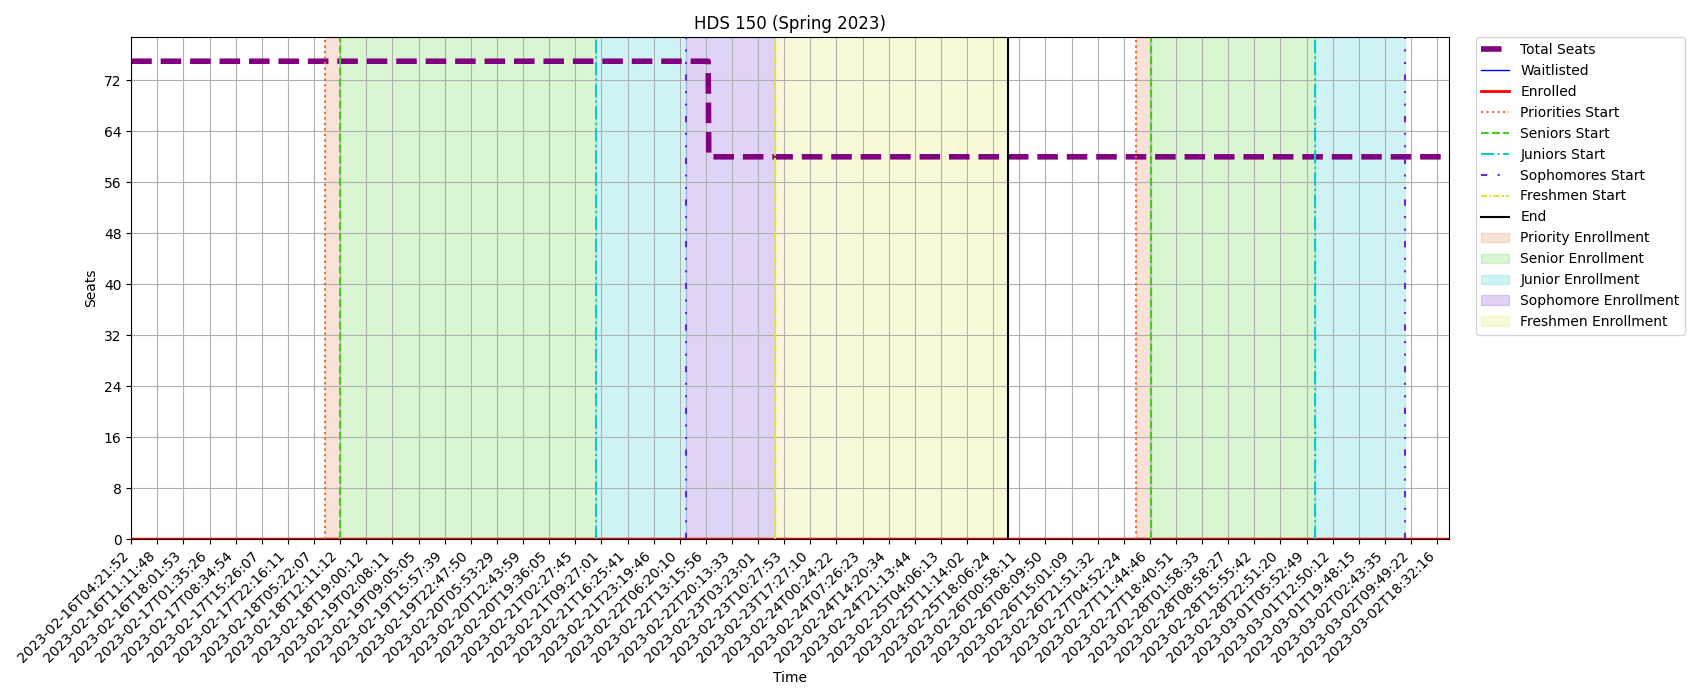 HDS 150 (Spring 2023)
Seats
72
64
56
48
40
32
24
16
8
0
2023-02-16T04:21:52
2023-02-16T11:11:48
2023-02-16T18:01:53
2023-02-17T01:35:26
2023-02-17T08:34:54
2023-02-17T15:26:07
2023-02-17T22:16:11
2023-02-18T05:22:07
2023-02-18T12:11:12
2023-02-18T19:00:12
2023-02-19T02:08:11
2023-02-19T09:05:05
2023-02-19T15:57:39
2023-02-19T22:47:50
2023-02-20T05:53:29
2023-02-20T12:43:59
2023-02-20T19:36:05
2023-02-21T02:27:45
2023-02-21T09:27:01
2023-02-21T16:25:41
2023-02-21T23:19:46
2023-02-22T06:20:10
2023-02-22T13:15:56
2023-02-22T20:13:33
2023-02-23T03:23:01
2023-02-23T10:27:53
2023-02-23T17:27:10
2023-02-24T00:24:22
2023-02-24T07:26:23
2023-02-24T14:20:34
2023-02-24T21:13:44
2023-02-25T04:06:13
2023-02-25T11:14:02
2023-02-25T18:06:24
2023-02-26T00:58:11
2023-02-26T08:09:50
2023-02-26T15:01:09
2023-02-26T21:51:32
2023-02-27T04:52:24
2023-02-27T11:44:46
2023-02-27T18:40:51
2023-02-28T01:58:33
2023-02-28T08:58:27
2023-02-28T15:55:42
2023-02-28T22:51:20
2023-03-01T05:52:49
2023-03-01T12:50:12
2023-03-01T19:48:15
2023-03-02T02:43:35
2023-03-02T09:49:22
2023-03-02T18:32:16
Time
Total Seats
Waitlisted
Enrolled
Priorities Start
Seniors Start
Juniors Start
Sophomores Start
Freshmen Start
End
Priority Enrollment
Senior Enrollment
Junior Enrollment
Sophomore Enrollment
Freshmen Enrollment